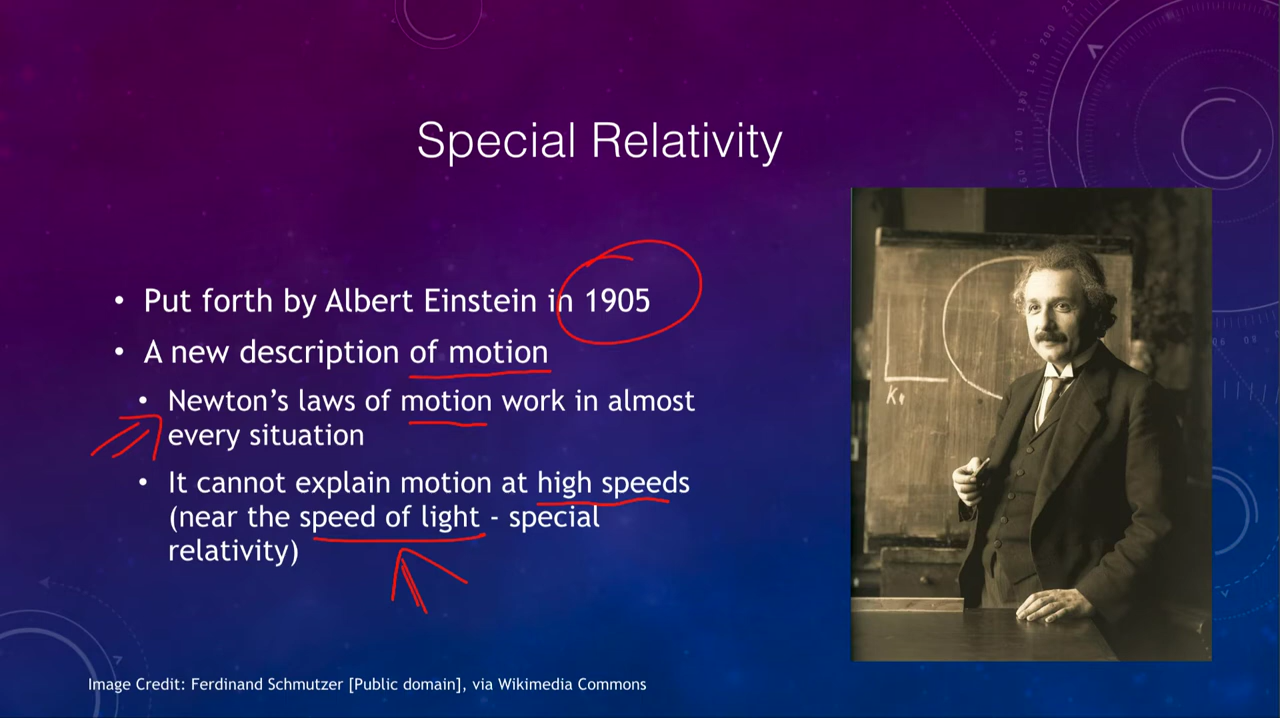 Special Relativity
• Put forth by Albert Einstein in 1905
• A new description of motion
• Newton’s laws of motion work in almost
every situation
• It cannot explain motion at high speeds
(near the speed of light - special
relativity)
Image Credit: Ferdinand Schmutzer [Public domain], via Wikimedia Commons